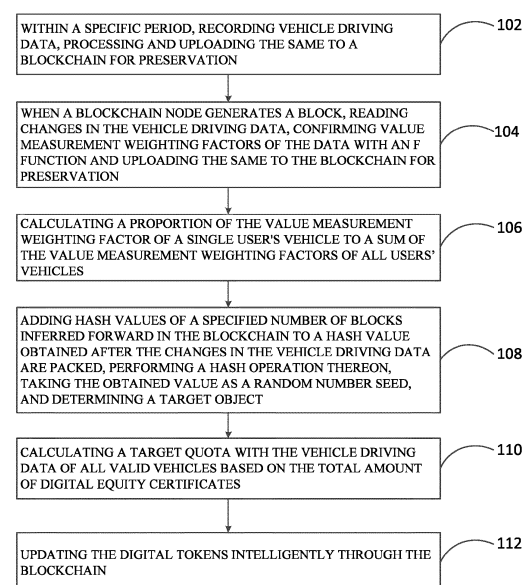 WITHIN A SPECIFIC PERIOD, RECORDING VEHICLE DRIVING
DATA, PROCESSING AND UPLOADING THE SAME TO A
BLOCKCHAIN FOR PRESERVATION
102
WHEN A BLOCKCHAIN NODE GENERATES A BLOCK, READING
CHANGES IN THE VEHICLE DRIVING DATA, CONFIRMING VALUE
MEASUREMENT WEIGHTING FACTORS OF THE DATA WITH AN F
FUNCTION AND UPLOADING THE SAME TO THE BLOCKCHAIN FOR
PRESERVATION
104
CALCULATING A PROPORTION OF THE VALUE MEASUREMENT
WEIGHTING FACTOR OF A SINGLE USER'S VEHICLE TO A SUM OF
THE VALUE MEASUREMENT WEIGHTING FACTORS OF ALL USERS'
VEHICLES
106
ADDING HASH VALUES OF A SPECIFIED NUMBER OF BLOCKS
INFERRED FORWARD IN THE BLOCKCHAIN TO A HASH VALUE
OBTAINED AFTER THE CHANGES IN THE VEHICLE DRIVING DATA
ARE PACKED, PERFORMING A HASH OPERATION THEREON,
TAKING THE OBTAINED VALUE AS A RANDOM NUMBER SEED,
AND DETERMINING A TARGET OBJECT
108
CALCULATING A TARGET QUOTA WITH THE VEHICLE DRIVING
DATA OF ALL VALID VEHICLES BASED ON THE TOTAL AMOUNT
OF DIGITAL EQUITY CERTIFICATES
110
UPDATING THE DIGITAL TOKENS INTELLIGENTLY THROUGH THE
BLOCKCHAIN
112